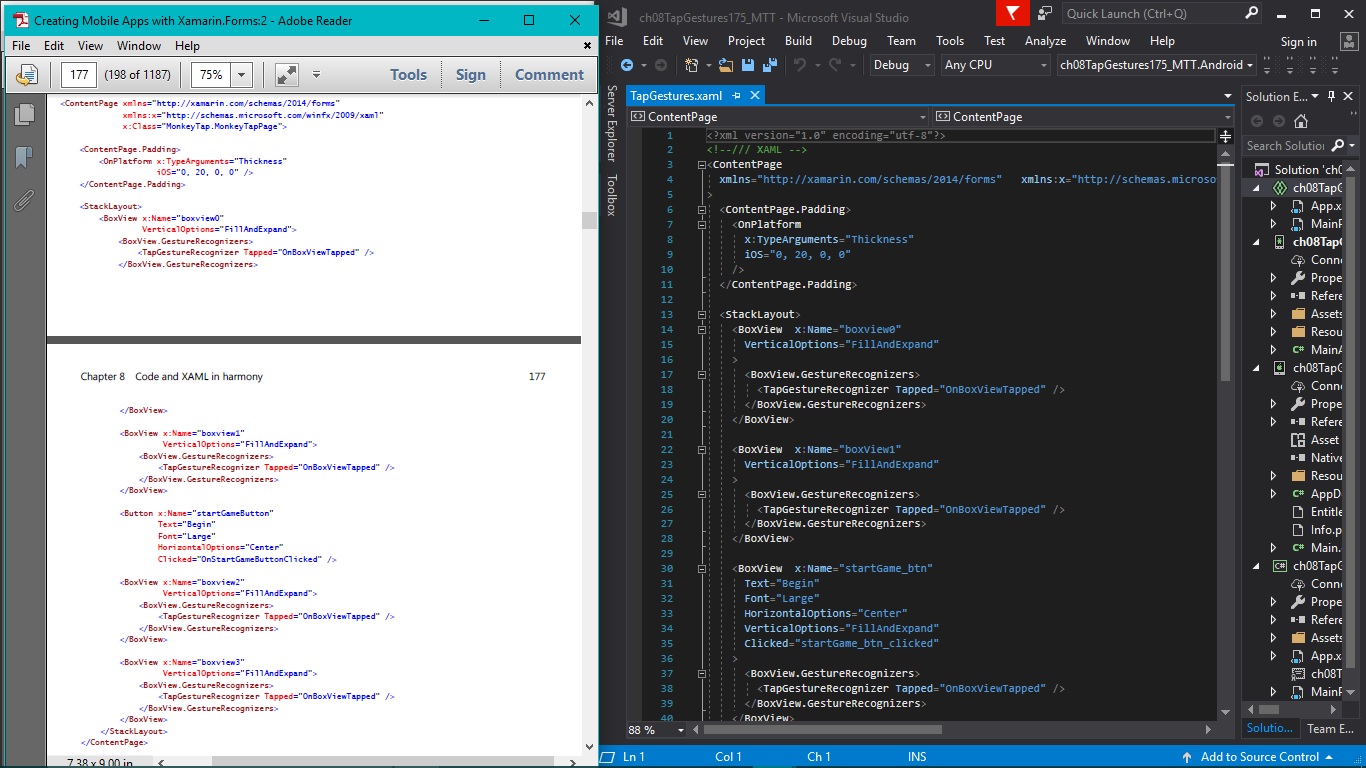 Creating Mobile Apps with Xamarin.Forms:2 - Adobe Reader
File Edit View Window Help
177 (198 of 1187) 75% Tools Sign Comment
<ContentPage xmlns="http://xamarin.com/schemas/2014/forms"
xmlns:x="http://schemas.microsoft.com/winfx/2009/xaml"
x:Class="MonkeyTap.MonkeyTapPage">
<ContentPage.Padding>
<OnPlatform x:TypeArguments="Thickness"
iOS="0, 20, 0, 0" />
</ContentPage.Padding>
<StackLayout>
<BoxView x:Name="boxview0"
VerticalOptions="FillAndExpand">
<BoxView.GestureRecognizers>
<TapGestureRecognizer Tapped="OnBoxViewTapped" />
</BoxView.GestureRecognizers>
Chapter 8 Code and XAML in harmony 177
</BoxView>
<BoxView x:Name="boxview1"
VerticalOptions="FillAndExpand">
<BoxView.GestureRecognizers>
<TapGestureRecognizer Tapped="OnBoxViewTapped" />
</BoxView.GestureRecognizers>
</BoxView>
<Button x:Name="startGameButton"
Text="Begin"
Font="Large"
HorizontalOptions="Center"
Clicked="OnStartGameButtonClicked" />
<BoxView x:Name="boxview2"
VerticalOptions="FillAndExpand">
<BoxView.GestureRecognizers>
<TapGestureRecognizer Tapped="OnBoxViewTapped" />
</BoxView.GestureRecognizers>
</BoxView>
<BoxView x:Name="boxview3"
VerticalOptions="FillAndExpand">
<BoxView.GestureRecognizers>
<TapGestureRecognizer Tapped="OnBoxViewTapped" />
</BoxView.GestureRecognizers>
</BoxView>
</StackLayout>
</ContentPage>
7.38 x 9.00 in
ch08TapGestures175_MTT - Microsoft Visual Studio
Quick Launch (Ctrl+Q)
File Edit View Project Build Debug Team Tools Test Analyze Window Help Sign in
Debug Any CPU ch08TapGestures175_MTT.Android
Server Explorer
Toolbox
TapGestures.xaml
ContentPage ContentPage
1 <?xml version="1.0" encoding="utf-8"?>
2 <!--/// XAML -->
3 <ContentPage
4 xmlns="http://xamarin.com/schemas/2014/forms" xmlns:x="http://schemas.microso
5 >
6 <ContentPage.Padding>
7 <OnPlatform
8 x:TypeArguments="Thickness"
9 iOS="0, 20, 0, 0"
10 />
11 </ContentPage.Padding>
12
13 <StackLayout>
14 <BoxView x:Name="boxview0"
15 VerticalOptions="FillAndExpand"
16 >
17 <BoxView.GestureRecognizers>
18 <TapGestureRecognizer Tapped="OnBoxViewTapped" />
19 </BoxView.GestureRecognizers>
20 </BoxView>
21
22 <BoxView x:Name="boxView1"
23 VerticalOptions="FillAndExpand"
24 >
25 <BoxView.GestureRecognizers>
26 <TapGestureRecognizer Tapped="OnBoxViewTapped" />
27 </BoxView.GestureRecognizers>
28 </BoxView>
29
30 <BoxView x:Name="startGame_btn"
31 Text="Begin"
32 Font="Large"
33 HorizontalOptions="Center"
34 VerticalOptions="FillAndExpand"
35 Clicked="startGame_btn_clicked"
36 >
37 <BoxView.GestureRecognizers>
38 <TapGestureRecognizer Tapped="OnBoxViewTapped" />
39 </BoxView.GestureRecognizers>
40 </BoxView>
88 %
Solution E...
Search Solutio
Solution 'ch0
ch08TapG
App.x
MainP
ch08TapG
Conne
Prope
Refere
Assets
Resou
MainA
ch08TapG
Conne
Prope
Refere
Asset
Native
Resou
AppD
Entitle
Info.p
Main.
ch08TapG
Conne
Prope
Refere
Assets
App.x
ch08T
MainP
Solutio... Team E...
Ln 1 Col 1 Ch 1 INS Add to Source Control